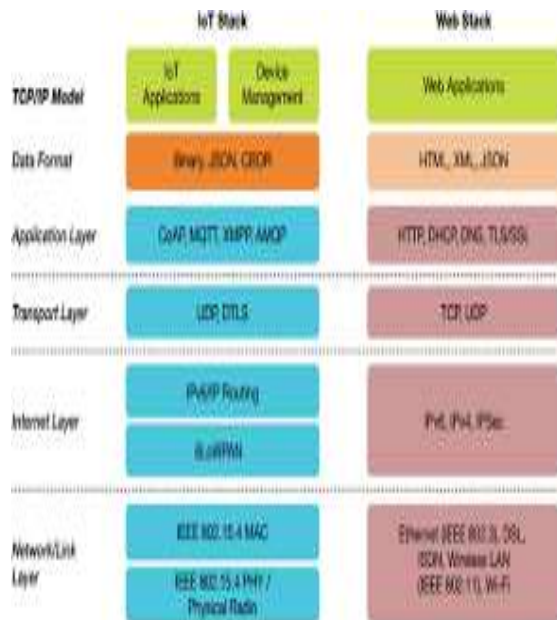 IoT Stack
Web Stack
TCP/IP Model
IoT
Applications
Device
Management
Web Applications
Data Format
Binary, JSON, CBOR
HTML, XML, JSON
Application Layer
CoAP, MQTT, XMPP, AMQP
HTTP, DHCP, DNS, TLS/SSL
Transport Layer
UDP, DTLS
TCP, UDP
Internet Layer
IPv6/IP Routing
6LoWPAN
IPv6, IPv4, IPSec
Network/Link
Layer
IEEE 802.15.4 MAC
IEEE 802.15.4 PHY /
Physical Radio
Ethernet (IEEE 802.3), DSL,
ISDN, Wireless LAN
(IEEE 802.11), Wi-Fi